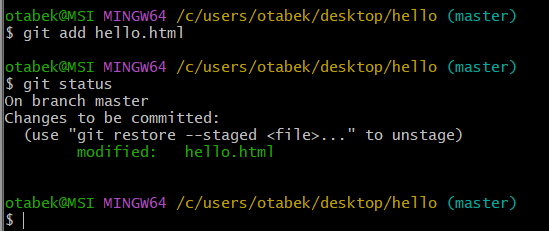 otabek@MSI MINGW64 /c/users/otabek/desktop/hello (master)
$ git add hello.html
otabek@MSI MINGW64 /c/users/otabek/desktop/hello (master)
$ git status
On branch master
Changes to be committed:
  (use "git restore --staged <file>..." to unstage)
        modified:   hello.html
otabek@MSI MINGW64 /c/users/otabek/desktop/hello (master)
$